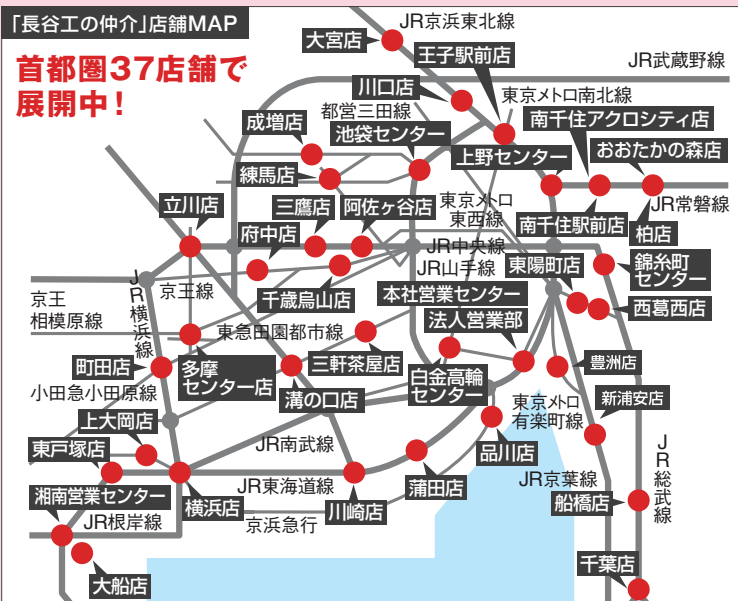 「長谷工の仲介」店舗MAP
首都圏37店舗で
展開中！
JR京浜東北線
大宮店
王子駅前店
JR武蔵野線
川口店
東京メトロ南北線
都営三田線
成増店
池袋センター
南千住アクロシティ店
上野センター
おおたかの森店
練馬店
東京メトロ
東西線
JR常磐線
立川店
三鷹店
阿佐ヶ谷店
南千住駅前店
柏店
府中店
JR中央線
JR山手線
東陽町店
錦糸町
センター
JR横浜線
京王線
千歳烏山店
本社営業センター
京王
相模原線
西葛西店
法人営業部
東急田園都市線
町田店
多摩
センター店
三軒茶屋店
豊洲店
小田急小田原線
溝の口店
白金高輪
センター
新浦安店
東京メトロ
有楽町線
上大岡店
東戸塚店
JR南武線
品川店
JR総武線
湘南営業センター
JR東海道線
蒲田店
JR京葉線
横浜店
川崎店
船橋店
JR根岸線
京浜急行
千葉店
大船店